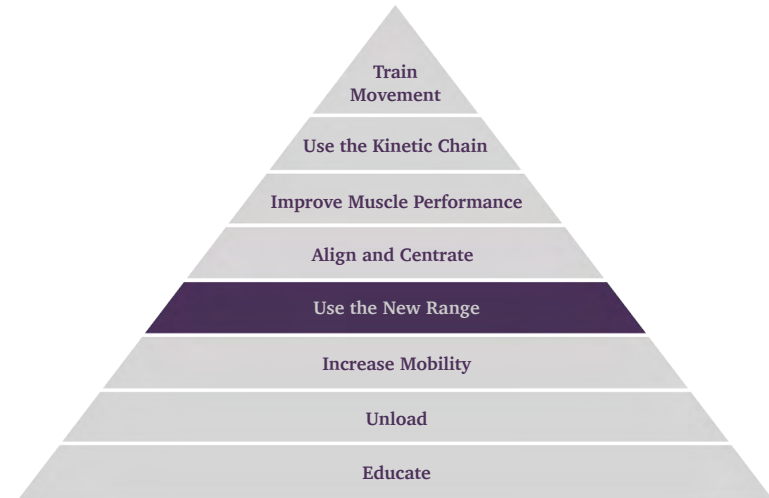 Train
Movement
Use the Kinetic Chain
Improve Muscle Performance
Align and Centrate
Use the New Range
Increase Mobility
Unload
Educate